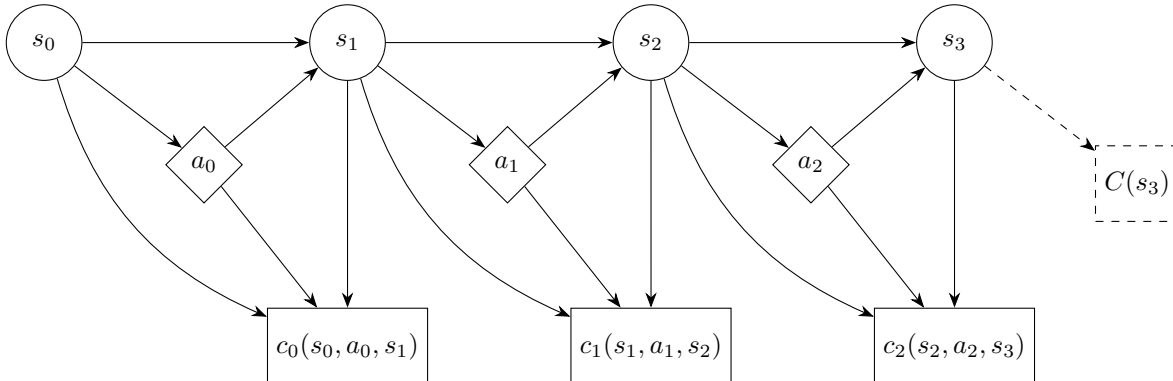 s₀ s₁ s₂ s₃
a₀ a₁ a₂
C(s₃)
c₀(s₀, a₀, s₁) c₁(s₁, a₁, s₂) c₂(s₂, a₂, s₃)